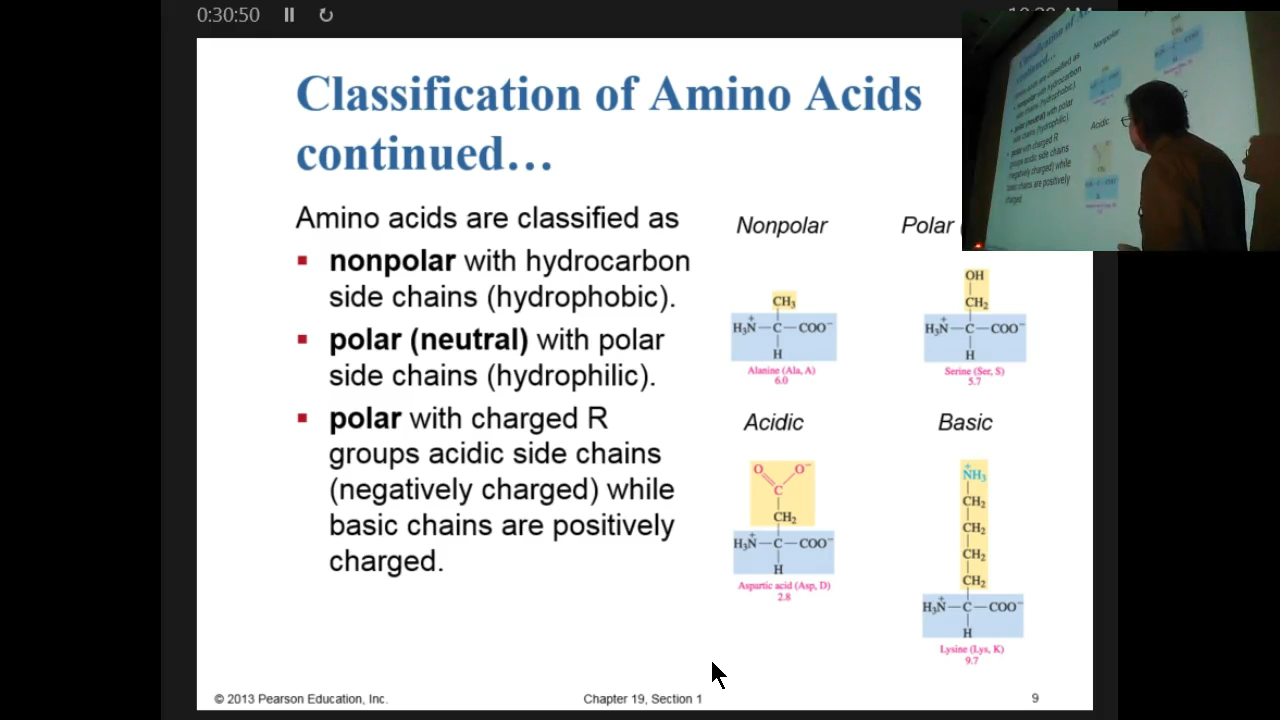 0:30:50
Classification of Amino Acids
continued…
Amino acids are classified as
▪ nonpolar with hydrocarbon
side chains (hydrophobic).
▪ polar (neutral) with polar
side chains (hydrophilic).
▪ polar with charged R
groups acidic side chains
(negatively charged) while
basic chains are positively
charged.
Nonpolar
CH₃
H₃N⁺—C—COO⁻
H
Alanine (Ala, A)
6.0
Polar
OH
CH₂
H₃N⁺—C—COO⁻
H
Serine (Ser, S)
5.7
Acidic
O O⁻
C
CH₂
H₃N⁺—C—COO⁻
H
Aspartic acid (Asp, D)
2.8
Basic
⁺NH₃
CH₂
CH₂
CH₂
CH₂
H₃N⁺—C—COO⁻
H
Lysine (Lys, K)
9.7
© 2013 Pearson Education, Inc.
Chapter 19, Section 1
9